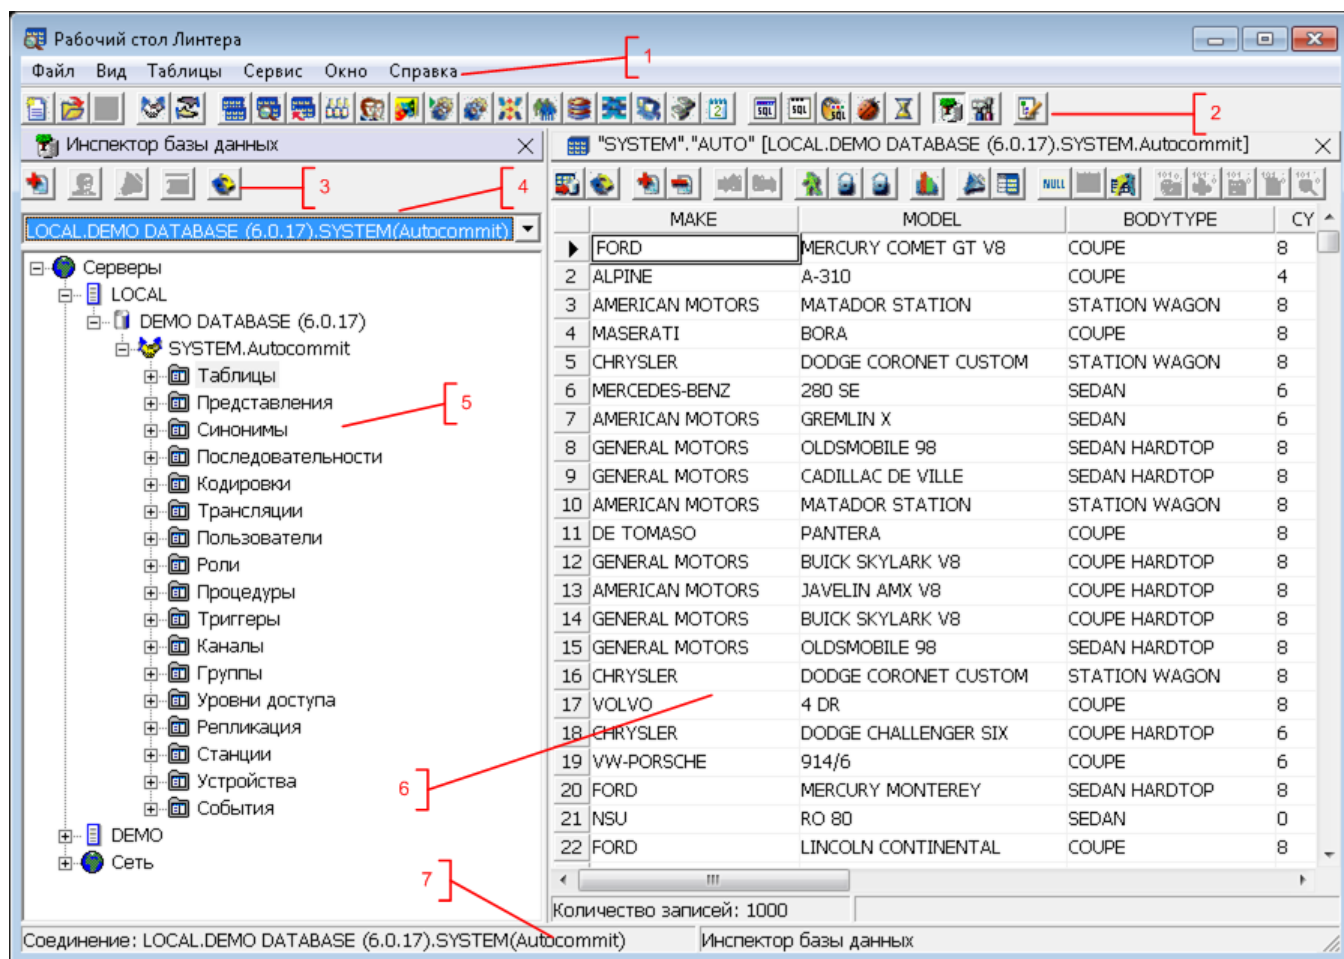 Рабочий стол Линтера
Файл Вид Таблицы Сервис Окно Справка
1
2
Инспектор базы данных
"SYSTEM"."AUTO" [LOCAL.DEMO DATABASE (6.0.17).SYSTEM.Autocommit]
3
4
LOCAL.DEMO DATABASE (6.0.17).SYSTEM(Autocommit)
Серверы
LOCAL
DEMO DATABASE (6.0.17)
SYSTEM.Autocommit
Таблицы
Представления
5
Синонимы
Последовательности
Кодировки
Трансляции
Пользователи
Роли
Процедуры
Триггеры
Каналы
Группы
Уровни доступа
Репликация
Станции
Устройства
6
События
DEMO
Сеть
7
SQL SQL SQL
NULL
MAKE MODEL BODYTYPE CY
FORD MERCURY COMET GT V8 COUPE 8
2 ALPINE A-310 COUPE 4
3 AMERICAN MOTORS MATADOR STATION STATION WAGON 8
4 MASERATI BORA COUPE 8
5 CHRYSLER DODGE CORONET CUSTOM STATION WAGON 8
6 MERCEDES-BENZ 280 SE SEDAN 6
7 AMERICAN MOTORS GREMLIN X SEDAN 6
8 GENERAL MOTORS OLDSMOBILE 98 SEDAN HARDTOP 8
9 GENERAL MOTORS CADILLAC DE VILLE SEDAN HARDTOP 8
10 AMERICAN MOTORS MATADOR STATION STATION WAGON 8
11 DE TOMASO PANTERA COUPE 8
12 GENERAL MOTORS BUICK SKYLARK V8 COUPE HARDTOP 8
13 AMERICAN MOTORS JAVELIN AMX V8 COUPE HARDTOP 8
14 GENERAL MOTORS BUICK SKYLARK V8 COUPE HARDTOP 8
15 GENERAL MOTORS OLDSMOBILE 98 SEDAN HARDTOP 8
16 CHRYSLER DODGE CORONET CUSTOM STATION WAGON 8
17 VOLVO 4 DR COUPE 8
18 CHRYSLER DODGE CHALLENGER SIX COUPE HARDTOP 6
19 VW-PORSCHE 914/6 COUPE 6
20 FORD MERCURY MONTEREY SEDAN HARDTOP 8
21 NSU RO 80 SEDAN 0
22 FORD LINCOLN CONTINENTAL COUPE 8
Количество записей: 1000
Соединение: LOCAL.DEMO DATABASE (6.0.17).SYSTEM(Autocommit)
Инспектор базы данных